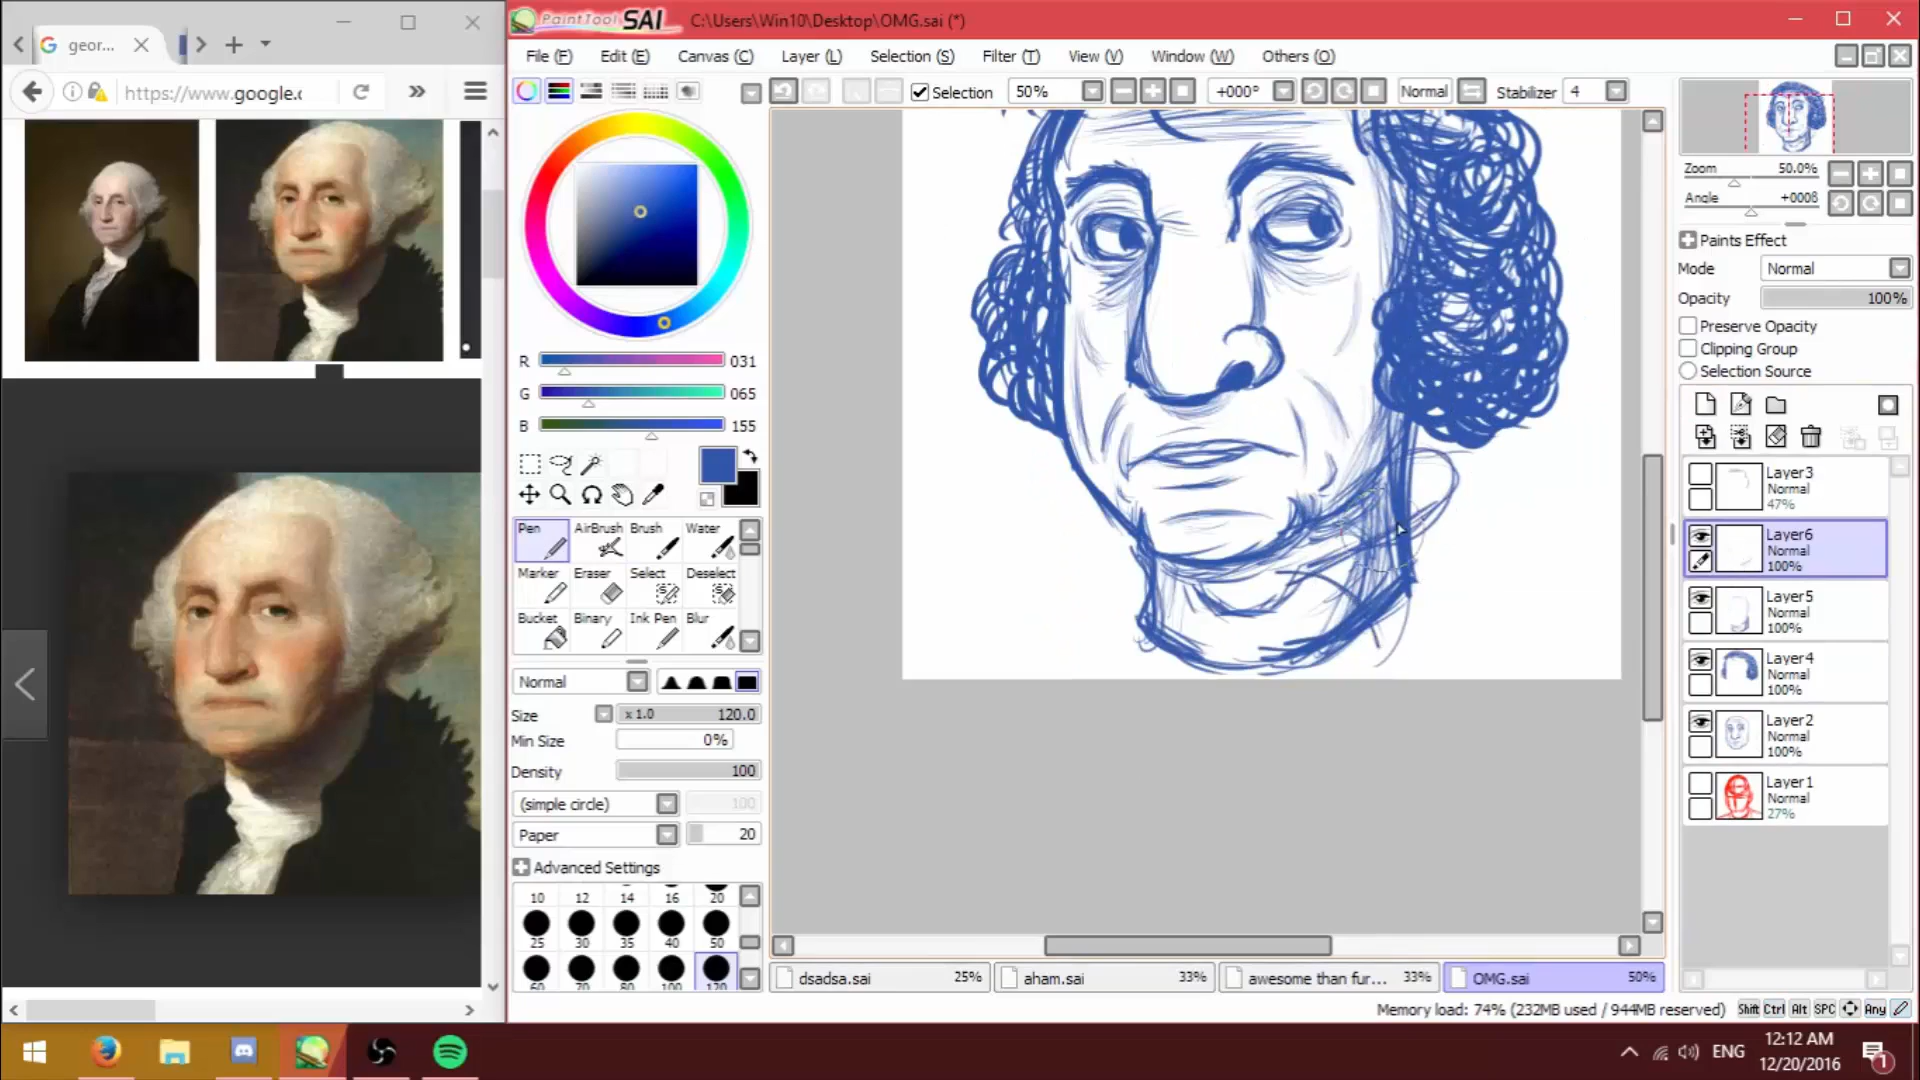 geor...
https://www.google.c
PaintTool SAI
C:\Users\Win10\Desktop\OMG.sai (*)
File (F)
Edit (E)
Canvas (C)
Layer (L)
Selection (S)
Filter (T)
View (V)
Window (W)
Others (O)
Selection
50%
+000°
Normal
Stabilizer
4
R
031
G
065
B
155
Pen
AirBrush
Brush
Water
Marker
Eraser
Select
Deselect
Bucket
Binary
Ink Pen
Blur
Normal
Size
x 1.0
120.0
Min Size
0%
Density
100
(simple circle)
100
Paper
20
Advanced Settings
10 12 14 16 20
25 30 35 40 50
60 70 80 100 120
Zoom
50.0%
Angle
Paints Effect
Mode
Normal
Opacity
100%
Preserve Opacity
Clipping Group
Selection Source
Layer3
Normal
47%
Layer6
Normal
100%
Layer5
Normal
100%
Layer4
Normal
100%
Layer2
Normal
100%
Layer1
Normal
27%
dsadsa.sai 25%
aham.sai 33%
awesome than fur... 33%
OMG.sai 50%
Memory load: 74% (232MB used / 944MB reserved)
Shift Ctrl Alt SPC Any
ENG
12:12 AM
12/20/2016
1